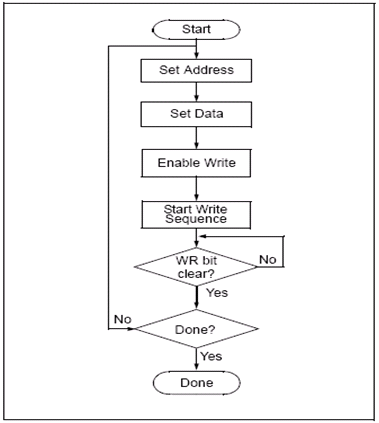 Start
Set Address
Set Data
Enable Write
Start Write
Sequence
WR bit
clear?
No
Yes
No
Done?
Yes
Done